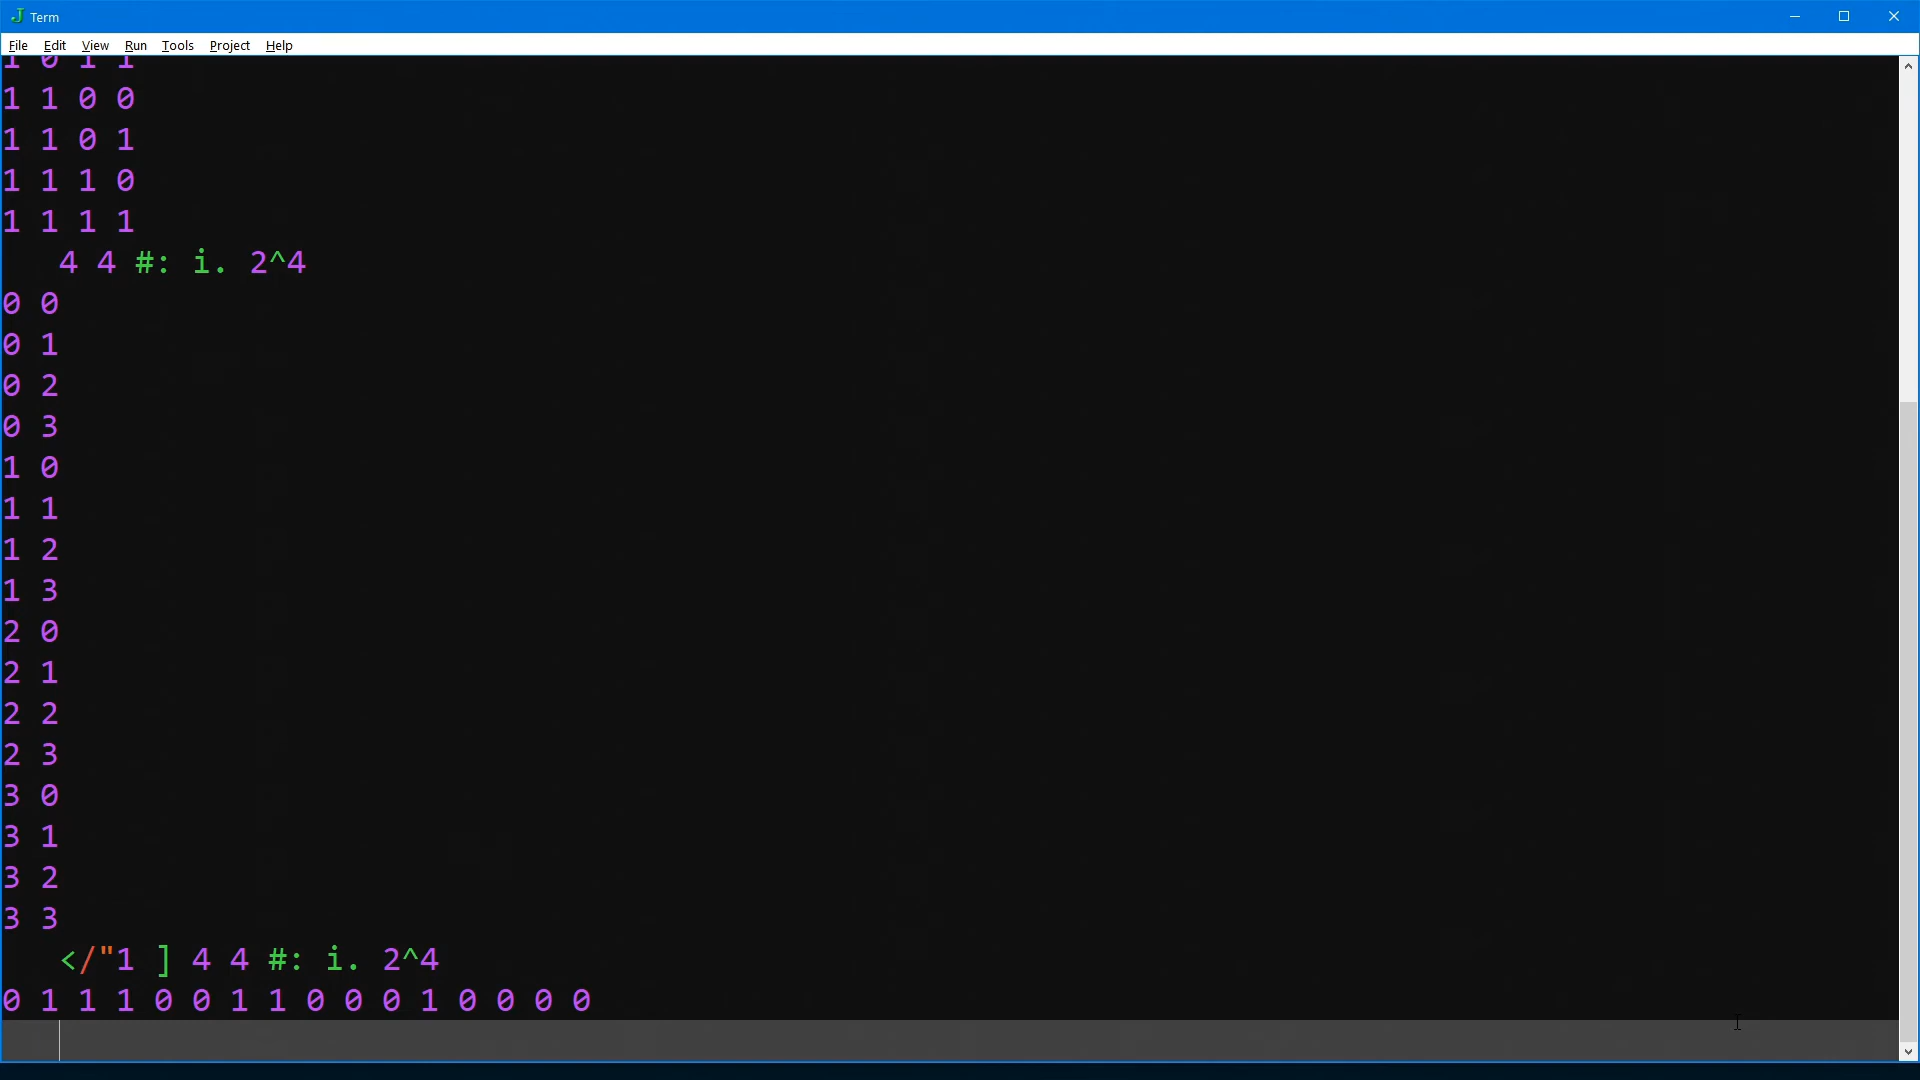 Term
File Edit View Run Tools Project Help
1 0 1 1
1 1 0 0
1 1 0 1
1 1 1 0
1 1 1 1
   4 4 #: i. 2^4
0 0
0 1
0 2
0 3
1 0
1 1
1 2
1 3
2 0
2 1
2 2
2 3
3 0
3 1
3 2
3 3
   </"1 ] 4 4 #: i. 2^4
0 1 1 1 0 0 1 1 0 0 0 1 0 0 0 0